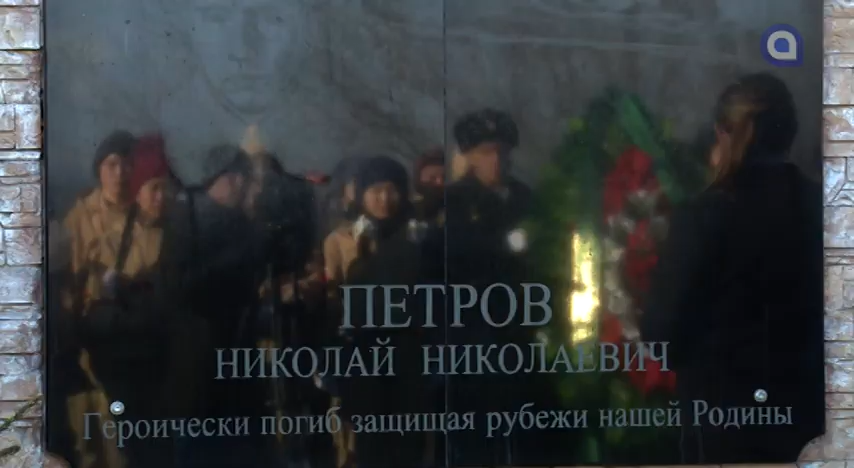 ПЕТРОВ
НИКОЛАЙ НИКОЛАЕВИЧ
Героически погиб защищая рубежи нашей Родины